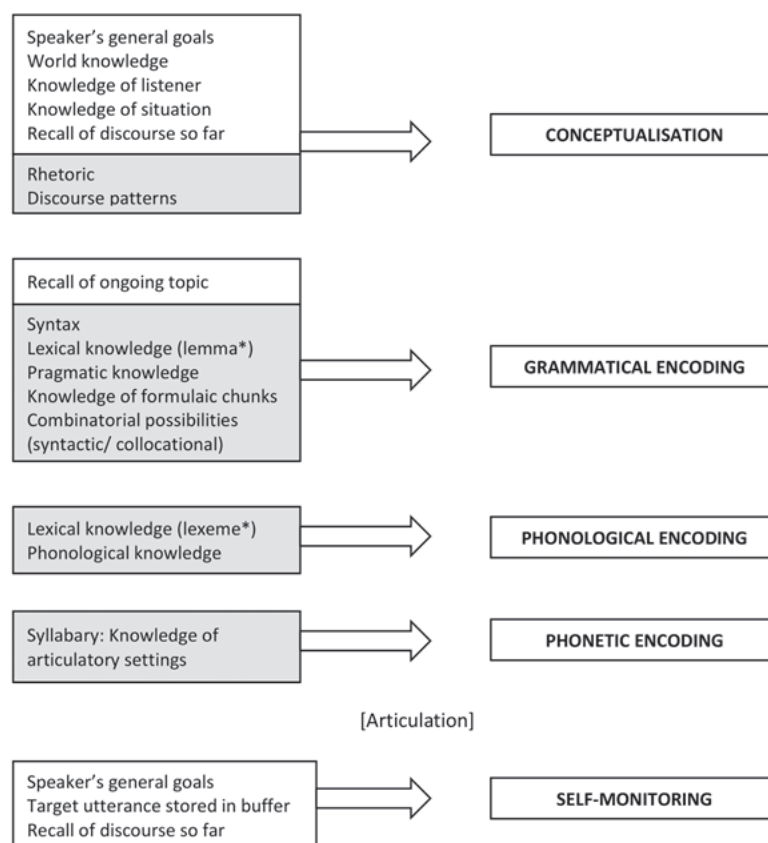 Speaker's general goals
World knowledge
Knowledge of listener
Knowledge of situation
Recall of discourse so far
Rhetoric
Discourse patterns
CONCEPTUALISATION
Recall of ongoing topic
Syntax
Lexical knowledge (lemma*)
Pragmatic knowledge
Knowledge of formulaic chunks
Combinatorial possibilities
(syntactic/ collocational)
GRAMMATICAL ENCODING
Lexical knowledge (lexeme*)
Phonological knowledge
PHONOLOGICAL ENCODING
Syllabary: Knowledge of
articulatory settings
PHONETIC ENCODING
[Articulation]
Speaker's general goals
Target utterance stored in buffer
Recall of discourse so far
SELF-MONITORING